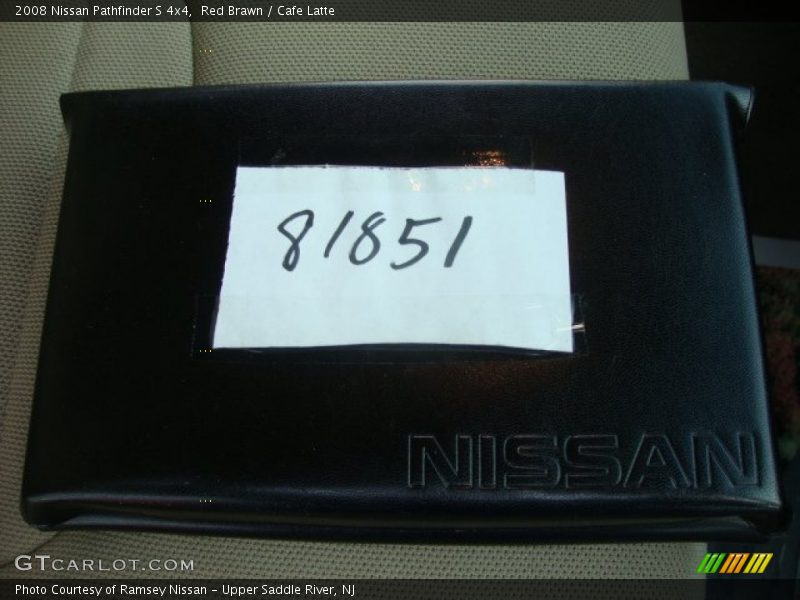 2008 Nissan Pathfinder S 4x4, Red Brawn / Cafe Latte
81851
NISSAN
GTCARLOT.COM
Photo Courtesy of Ramsey Nissan - Upper Saddle River, NJ